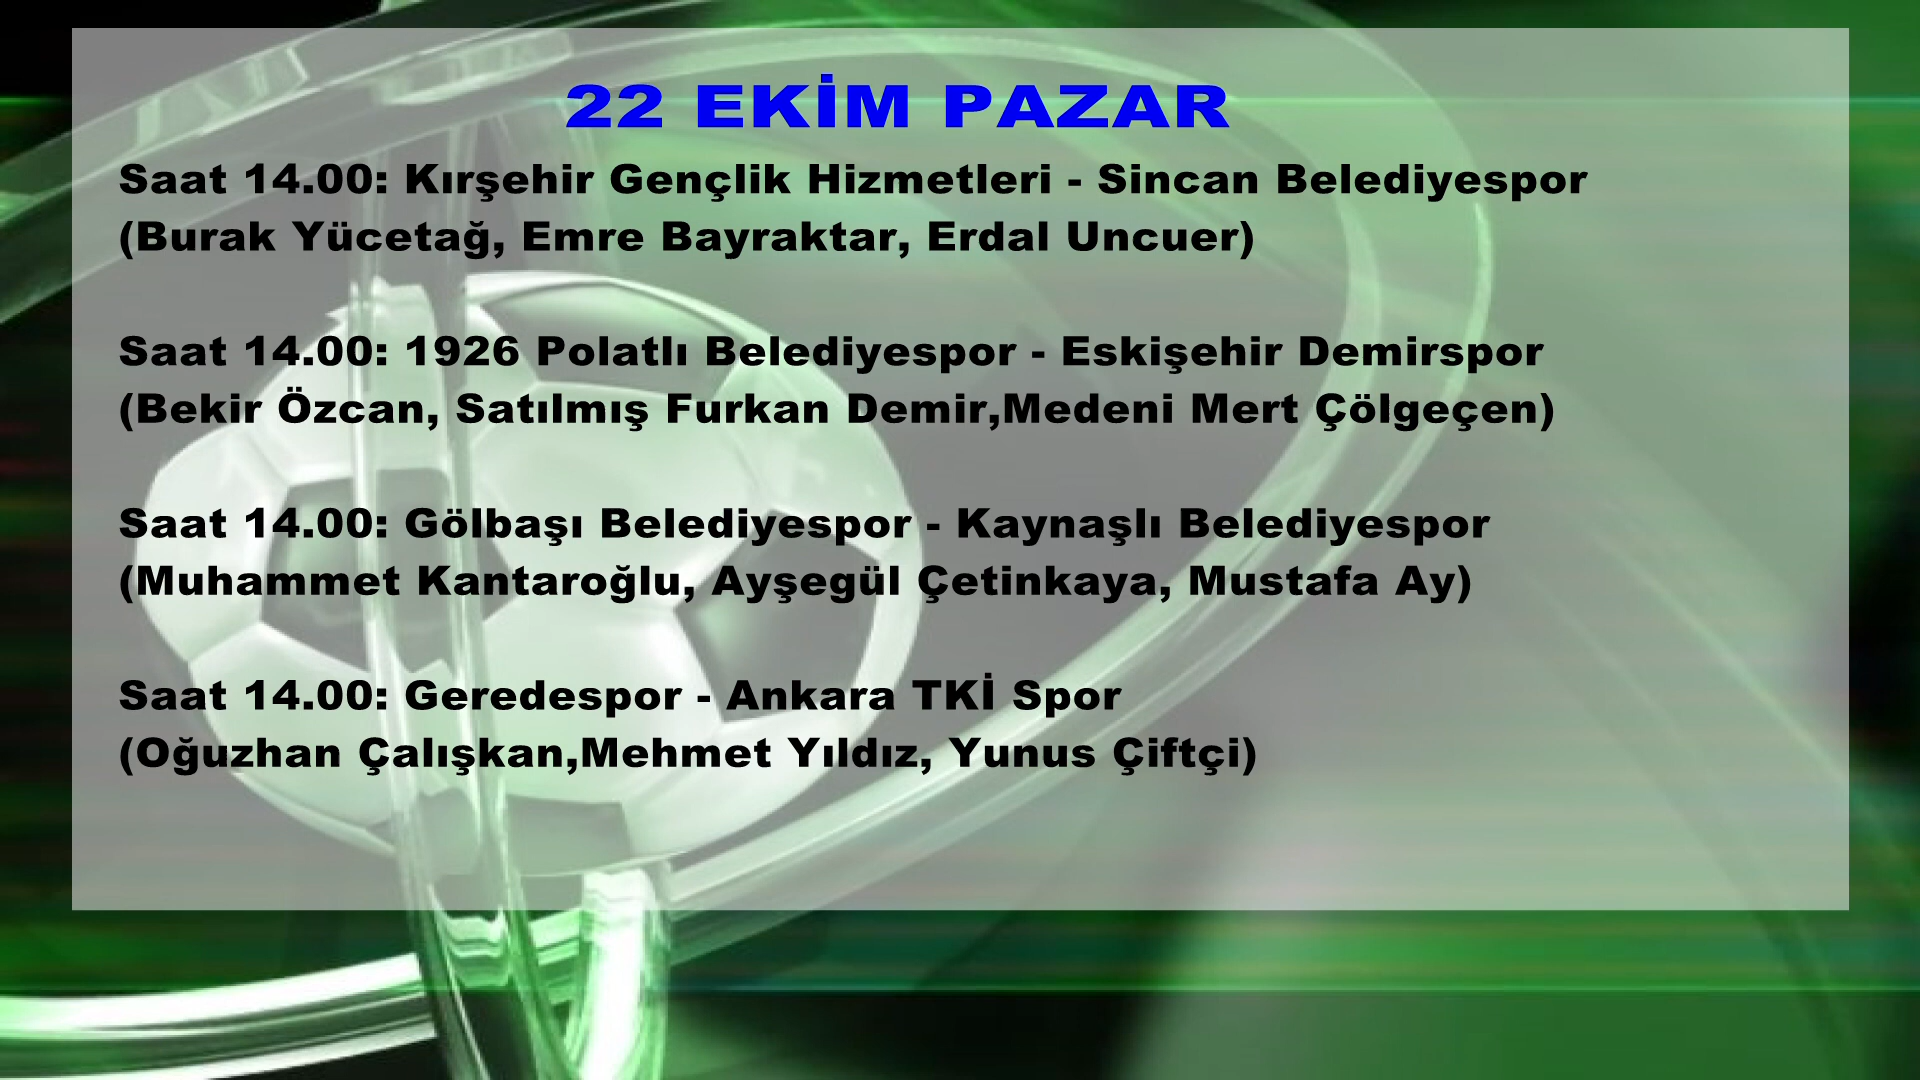 22 EKİM PAZAR
Saat 14.00: Kırşehir Gençlik Hizmetleri - Sincan Belediyespor
(Burak Yücetağ, Emre Bayraktar, Erdal Uncuer)
Saat 14.00: 1926 Polatlı Belediyespor - Eskişehir Demirspor
(Bekir Özcan, Satılmış Furkan Demir,Medeni Mert Çölgeçen)
Saat 14.00: Gölbaşı Belediyespor - Kaynaşlı Belediyespor
(Muhammet Kantaroğlu, Ayşegül Çetinkaya, Mustafa Ay)
Saat 14.00: Geredespor - Ankara TKİ Spor
(Oğuzhan Çalışkan,Mehmet Yıldız, Yunus Çiftçi)